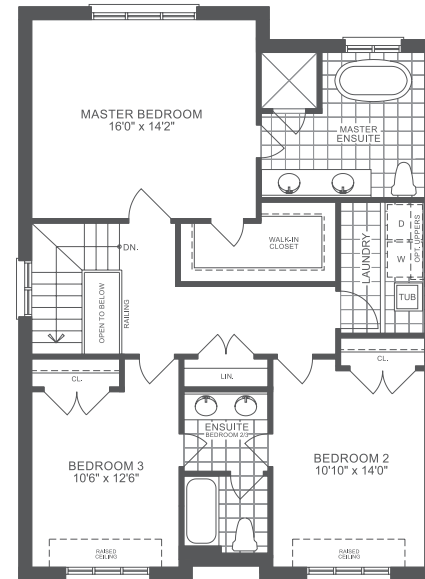 MASTER BEDROOM
16'0" x 14'2"
MASTER
ENSUITE
DN.
WALK-IN
CLOSET
LAUNDRY
D
W
OPT. UPPERS
TUB
OPEN TO BELOW
RAILING
CL.
LIN.
CL.
ENSUITE
BEDROOM 2/3
BEDROOM 3
10'6" x 12'6"
BEDROOM 2
10'10" x 14'0"
RAISED
CEILING
RAISED
CEILING